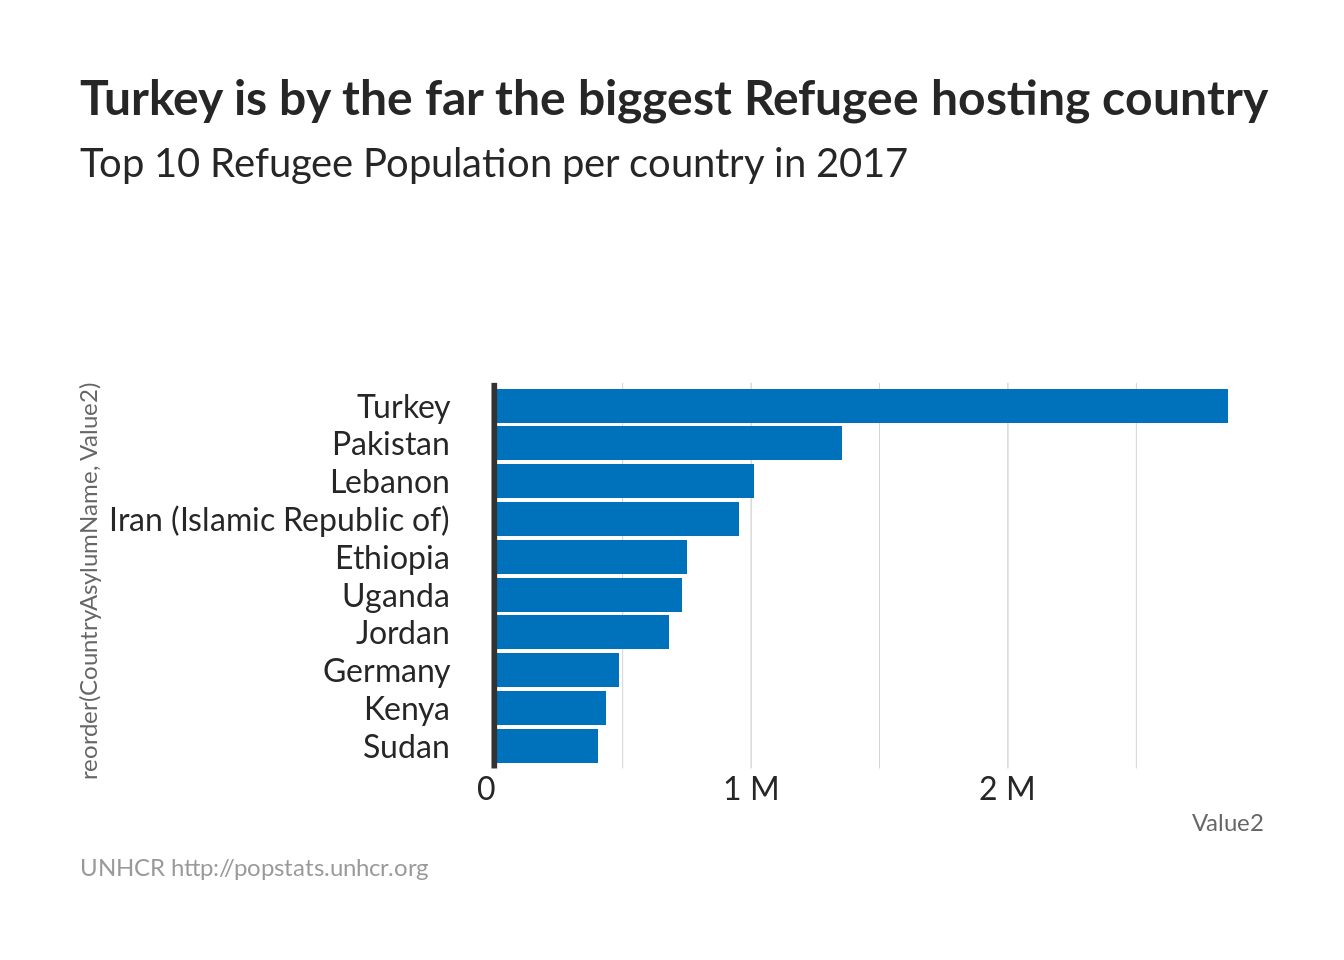 Turkey is by the far the biggest Refugee hosting country
Top 10 Refugee Population per country in 2017
reorder(CountryAsylumName, Value2)
Turkey
Pakistan
Lebanon
Iran (Islamic Republic of)
Ethiopia
Uganda
Jordan
Germany
Kenya
Sudan
0 1 M 2 M
Value2
UNHCR http://popstats.unhcr.org